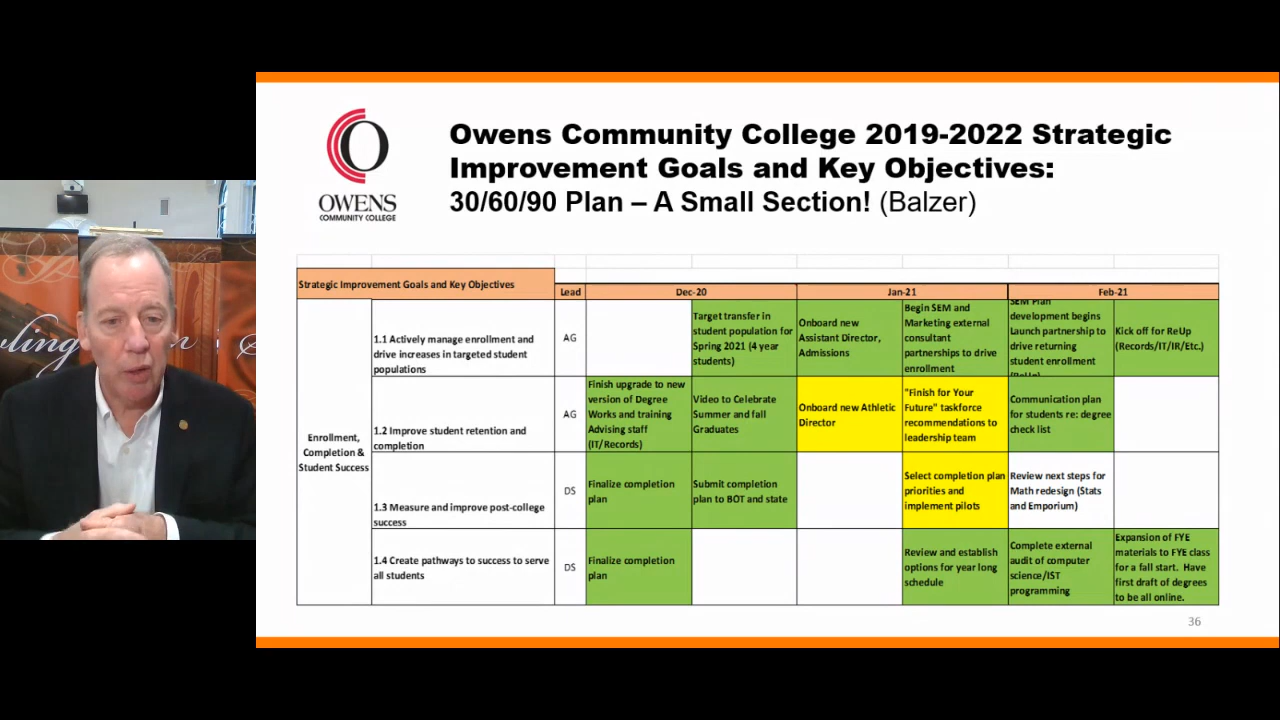 Owens Community College 2019-2022 Strategic
Improvement Goals and Key Objectives:
30/60/90 Plan – A Small Section! (Balzer)
OWENS
COMMUNITY COLLEGE
Strategic Improvement Goals and Key Objectives
Lead
Dec-20
Jan-21
Feb-21
Enrollment,
Completion &
Student Success
1.1 Actively manage enrollment and
drive increases in targeted student
populations
AG
Target transfer in
student population for
Spring 2021 (4 year
students)
Onboard new
Assistant Director,
Admissions
Begin SEM and
Marketing external
consultant
partnerships to drive
enrollment
SEM Plan
development begins
Launch partnership to
drive returning
student enrollment
(ReUp)
Kick off for ReUp
(Records/IT/IR/Etc.)
1.2 Improve student retention and
completion
AG
Finish upgrade to new
version of Degree
Works and training
Advising staff
(IT/Records)
Video to Celebrate
Summer and fall
Graduates
Onboard new Athletic
Director
"Finish for Your
Future" taskforce
recommendations to
leadership team
Communication plan
for students re: degree
check list
1.3 Measure and improve post-college
success
DS
Finalize completion
plan
Submit completion
plan to BOT and state
Select completion plan
priorities and
implement pilots
Review next steps for
Math redesign (Stats
and Emporium)
1.4 Create pathways to success to serve
all students
DS
Finalize completion
plan
Review and establish
options for year long
schedule
Complete external
audit of computer
science/IST
programming
Expansion of FYE
materials to FYE class
for a fall start. Have
first draft of degrees
to be all online.
36